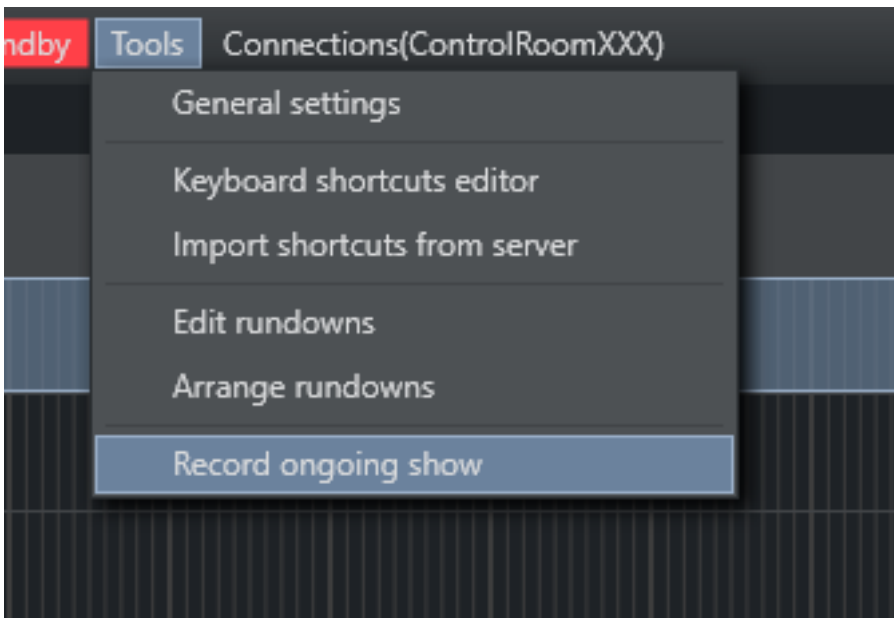 ndby Tools Connections(ControlRoomXXX)
General settings
Keyboard shortcuts editor
Import shortcuts from server
Edit rundowns
Arrange rundowns
Record ongoing show